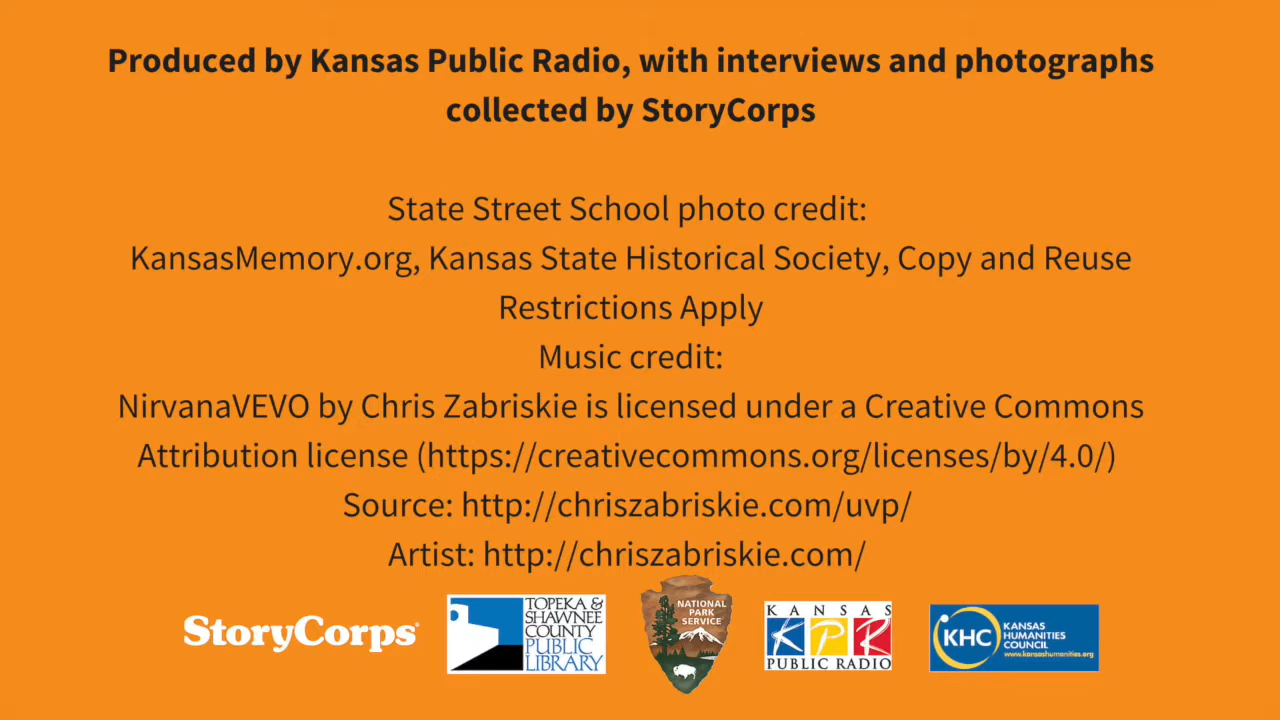 Produced by Kansas Public Radio, with interviews and photographs
collected by StoryCorps
State Street School photo credit:
KansasMemory.org, Kansas State Historical Society, Copy and Reuse
Restrictions Apply
Music credit:
NirvanaVEVO by Chris Zabriskie is licensed under a Creative Commons
Attribution license (https://creativecommons.org/licenses/by/4.0/)
Source: http://chriszabriskie.com/uvp/
Artist: http://chriszabriskie.com/
StoryCorps
TOPEKA &
SHAWNEE
COUNTY
PUBLIC
LIBRARY
NATIONAL
PARK
SERVICE
KANSAS
KPR
PUBLIC RADIO
KHC
KANSAS
HUMANITIES
COUNCIL
www.kansashumanities.org